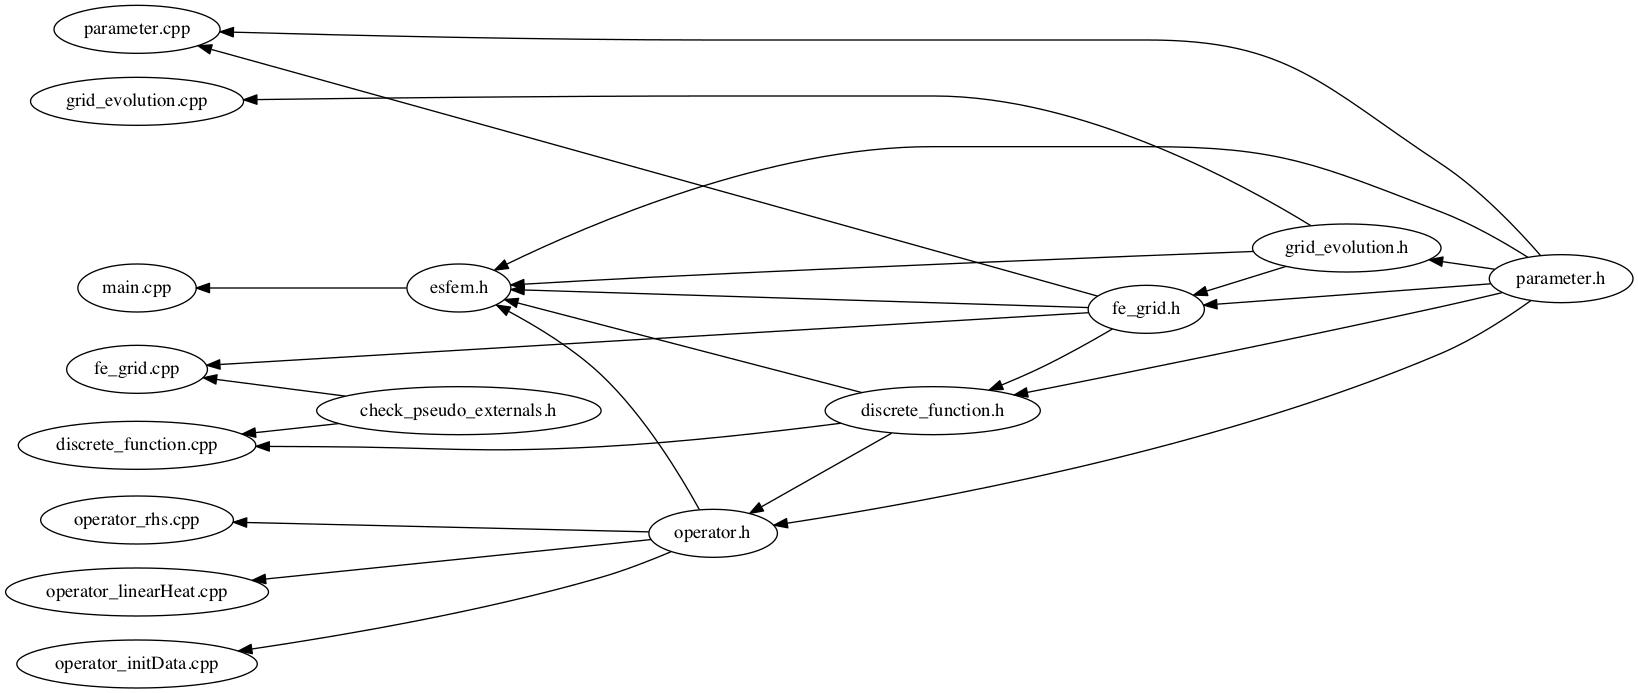 parameter.cpp
grid_evolution.cpp
grid_evolution.h
parameter.h
main.cpp
esfem.h
fe_grid.h
fe_grid.cpp
check_pseudo_externals.h
discrete_function.h
discrete_function.cpp
operator_rhs.cpp
operator.h
operator_linearHeat.cpp
operator_initData.cpp